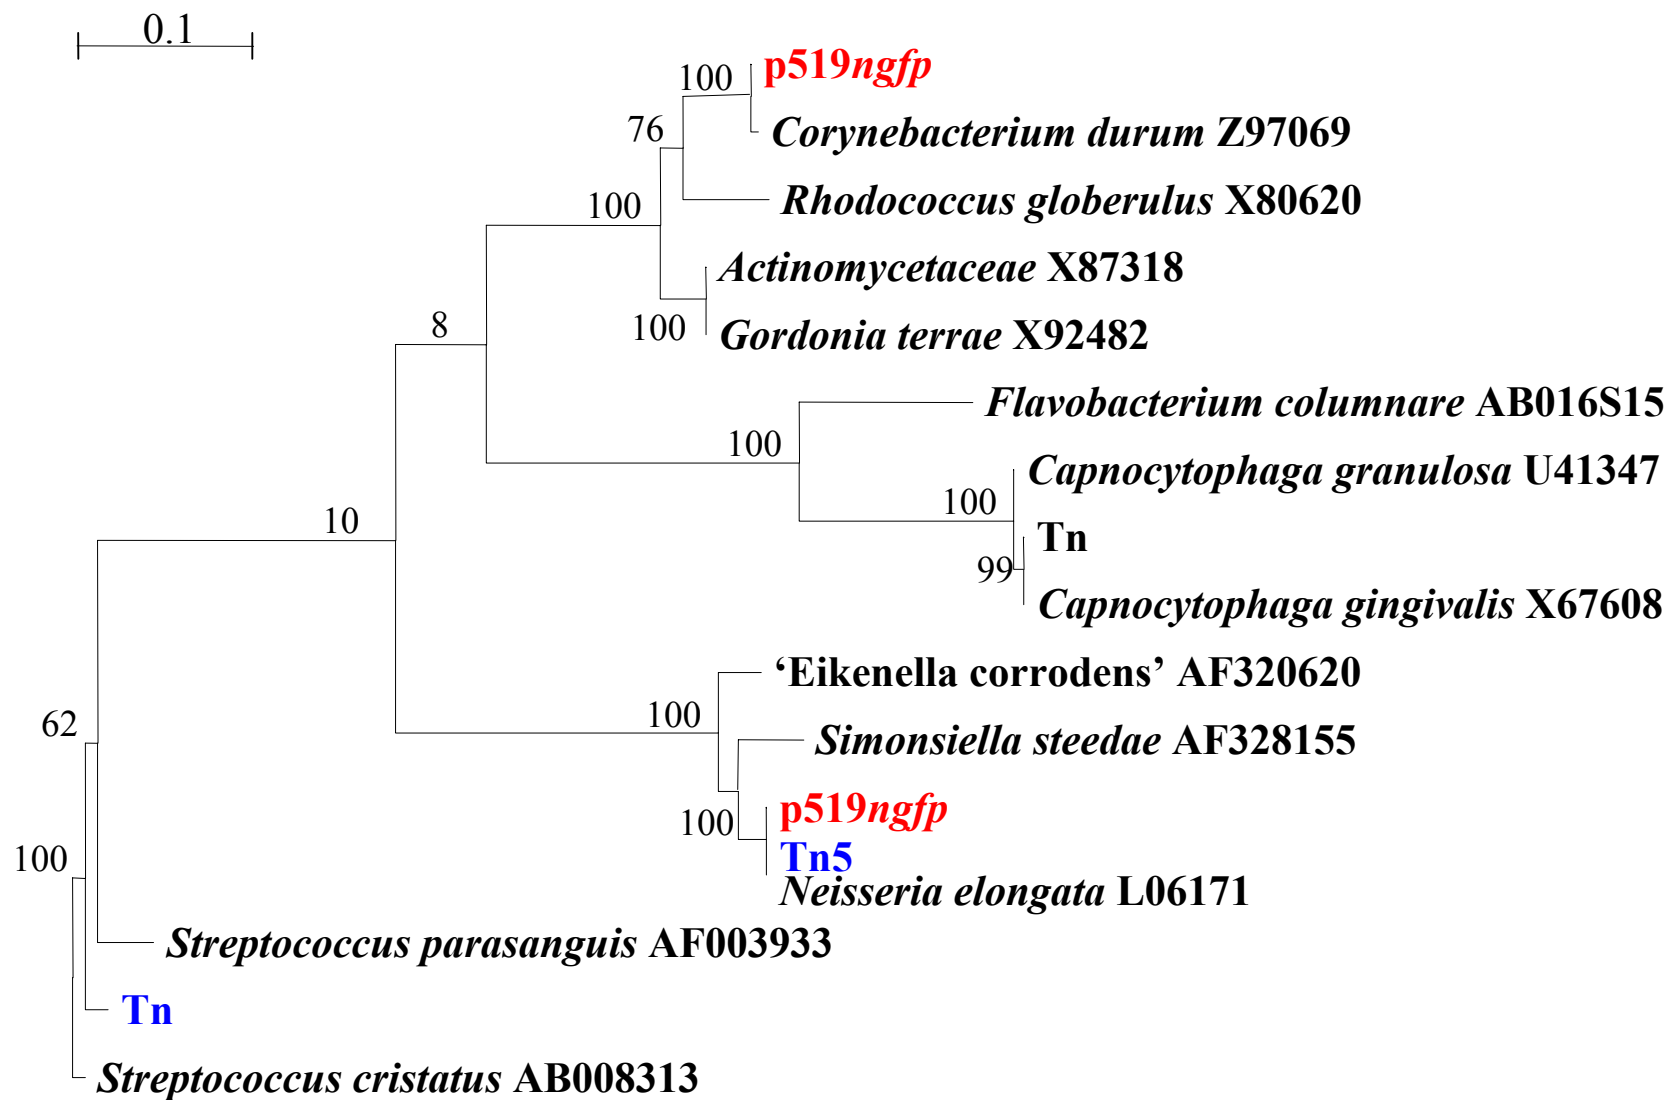 0.1
p519ngfp
100
Corynebacterium durum Z97069
76
Rhodococcus globerulus X80620
100
Actinomycetaceae X87318
100
Gordonia terrae X92482
8
Flavobacterium columnare AB016S15
100
Capnocytophaga granulosa U41347
100
10
Tn
99
Capnocytophaga gingivalis X67608
‘Eikenella corrodens’ AF320620
100
62
Simonsiella steedae AF328155
p519ngfp
100
Tn5
100
Neisseria elongata L06171
Streptococcus parasanguis AF003933
Tn
Streptococcus cristatus AB008313